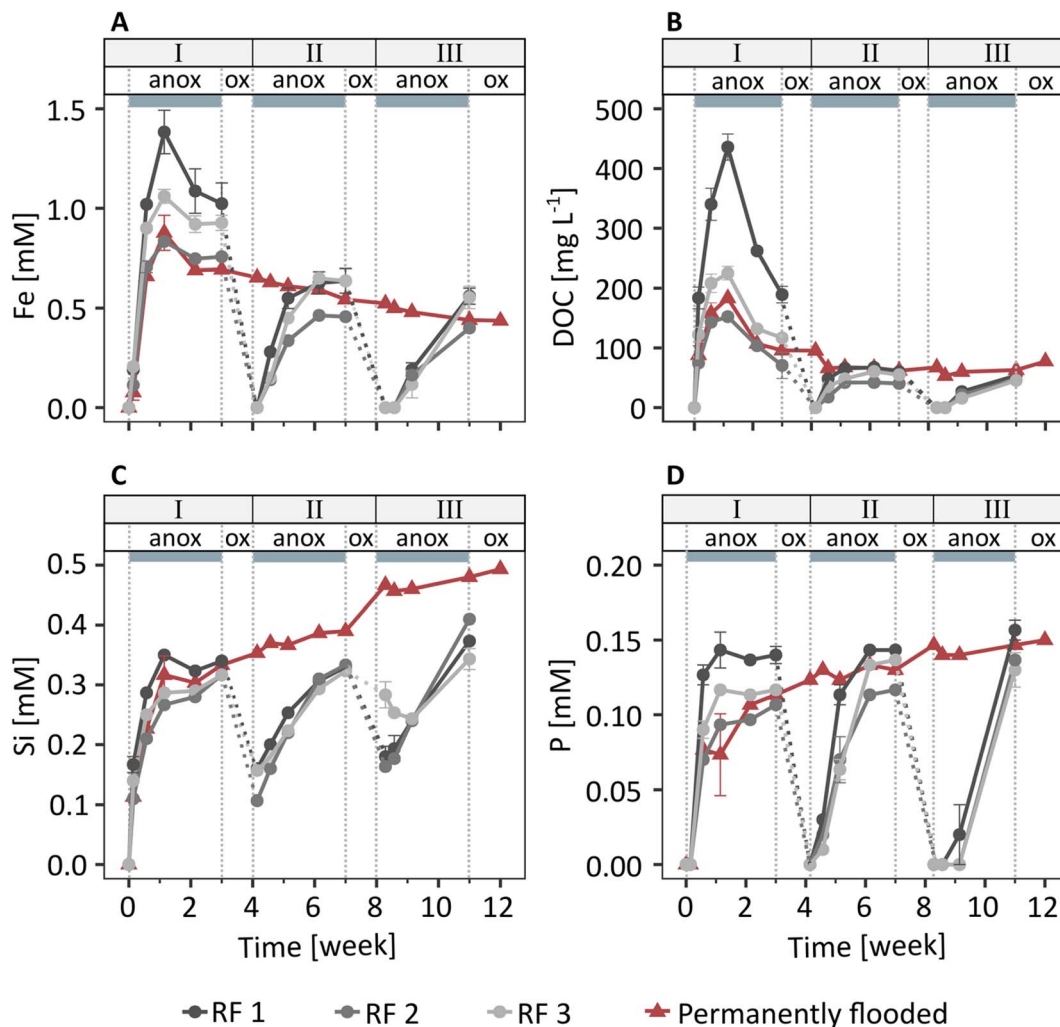 A
B
I II III
I II III
anox ox anox ox anox ox
anox ox anox ox anox ox
1.5
1.0
0.5
0.0
Fe [mM]
500
400
300
200
100
0
DOC [mg L⁻¹]
C
D
I II III
I II III
anox ox anox ox anox ox
anox ox anox ox anox ox
0.5
0.4
0.3
0.2
0.1
0.0
Si [mM]
0.20
0.15
0.10
0.05
0.00
P [mM]
0 2 4 6 8 10 12
0 2 4 6 8 10 12
Time [week]
Time [week]
RF 1 RF 2 RF 3 Permanently flooded